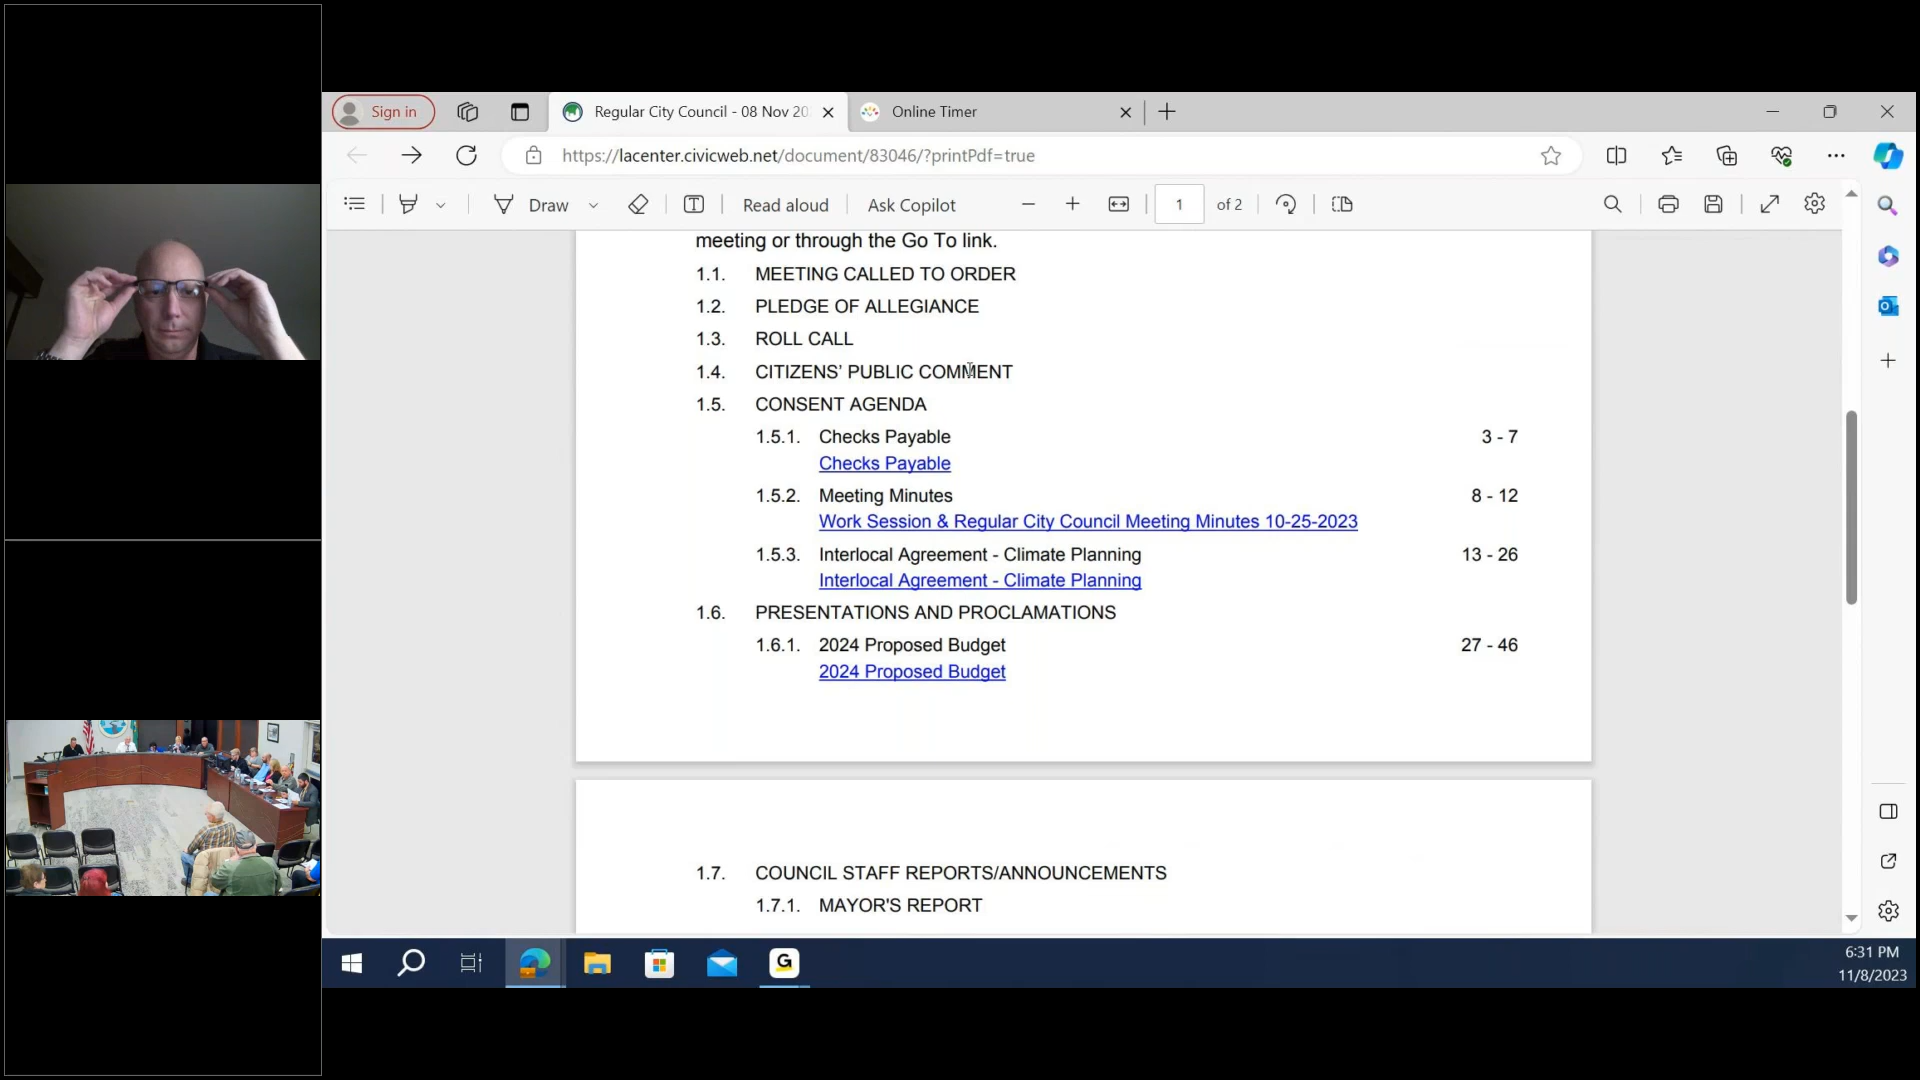 Sign in
Regular City Council - 08 Nov 20
Online Timer
https://lacenter.civicweb.net/document/83046/?printPdf=true
Draw
Read aloud
Ask Copilot
1
of 2
meeting or through the Go To link.
1.1. MEETING CALLED TO ORDER
1.2. PLEDGE OF ALLEGIANCE
1.3. ROLL CALL
1.4. CITIZENS' PUBLIC COMMENT
1.5. CONSENT AGENDA
1.5.1. Checks Payable 3 - 7
Checks Payable
1.5.2. Meeting Minutes 8 - 12
Work Session & Regular City Council Meeting Minutes 10-25-2023
1.5.3. Interlocal Agreement - Climate Planning 13 - 26
Interlocal Agreement - Climate Planning
1.6. PRESENTATIONS AND PROCLAMATIONS
1.6.1. 2024 Proposed Budget 27 - 46
2024 Proposed Budget
1.7. COUNCIL STAFF REPORTS/ANNOUNCEMENTS
1.7.1. MAYOR'S REPORT
G
6:31 PM
11/8/2023